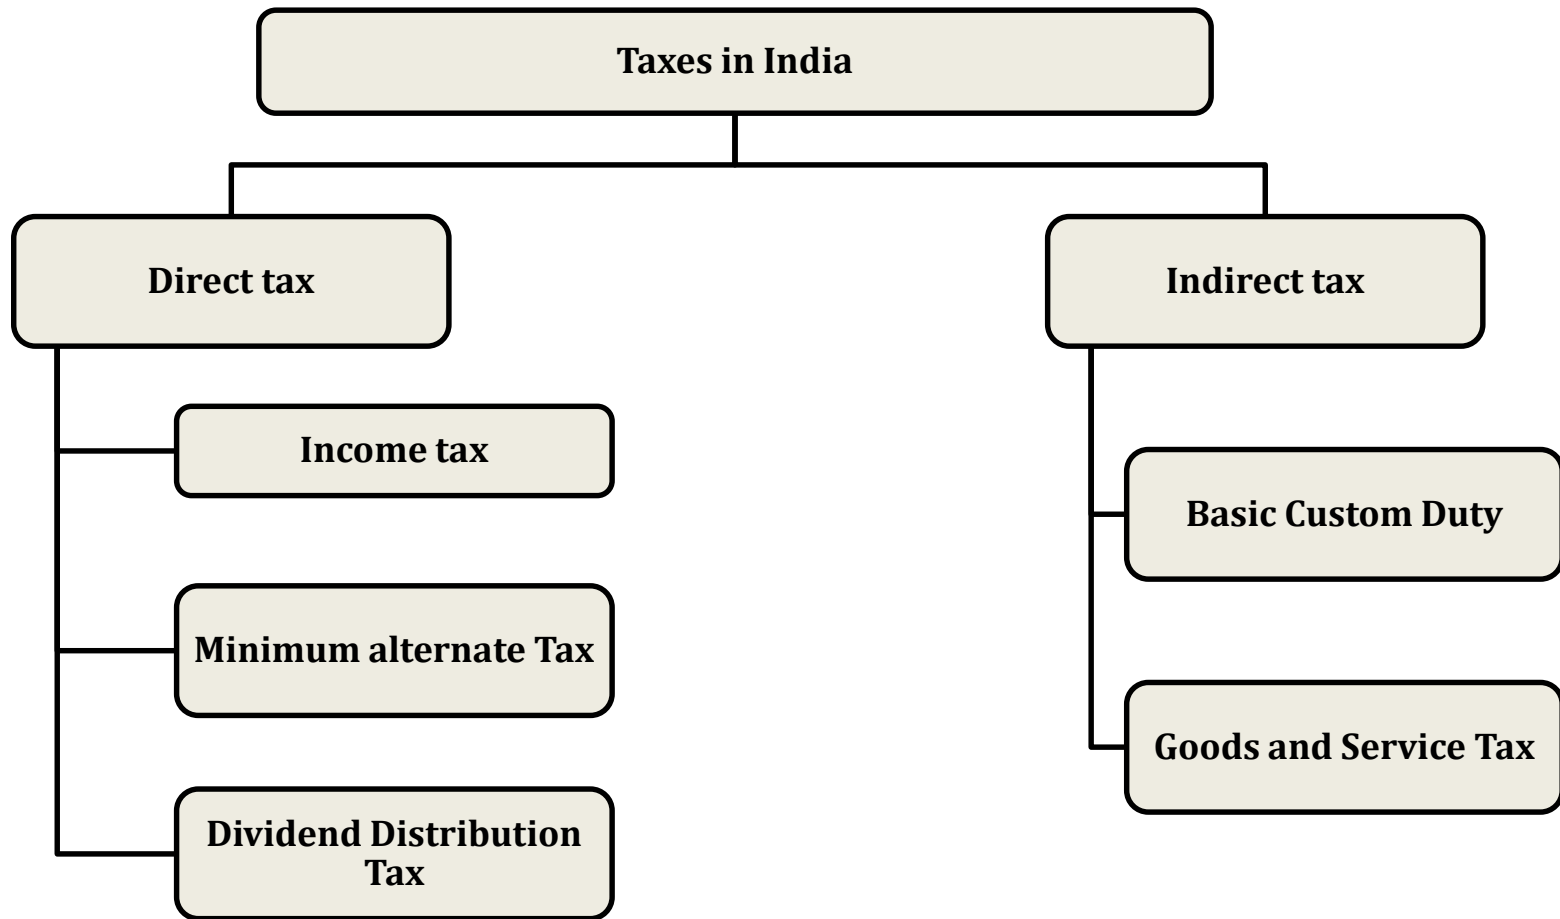 Taxes in India
Direct tax
Indirect tax
Income tax
Basic Custom Duty
Minimum alternate Tax
Goods and Service Tax
Dividend Distribution
Tax